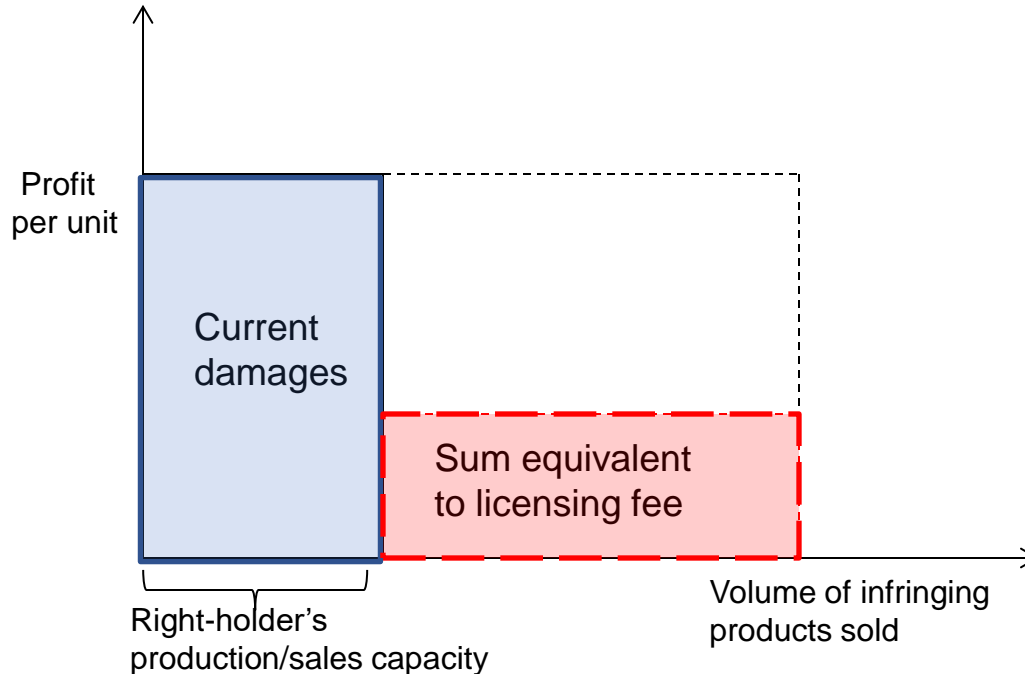 Profit
per unit
Current
damages
Sum equivalent
to licensing fee
Volume of infringing
products sold
Right-holder's
production/sales capacity